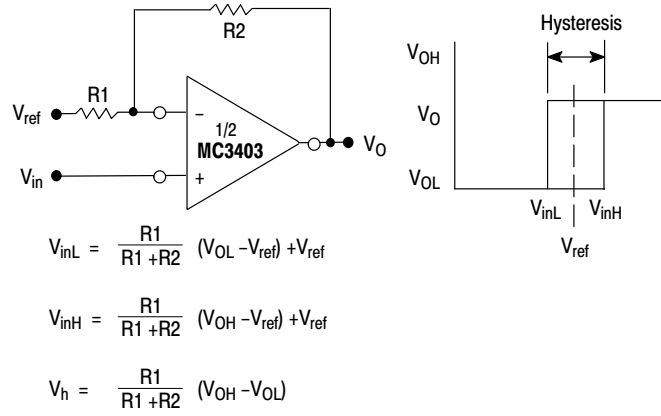 R2
Hysteresis
VOH
R1
Vref
−
1/2
MC3403
VO
VO
Vin
+
VOL
VinL
VinH
Vref
VinL = R1 / R1 +R2 (VOL –Vref) +Vref
VinH = R1 / R1 +R2 (VOH –Vref) +Vref
Vh = R1 / R1 +R2 (VOH –VOL)